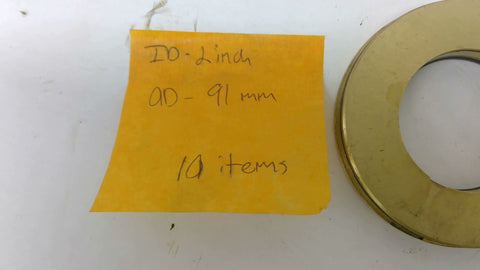 ID - 2 inch
OD - 91 mm
10 items